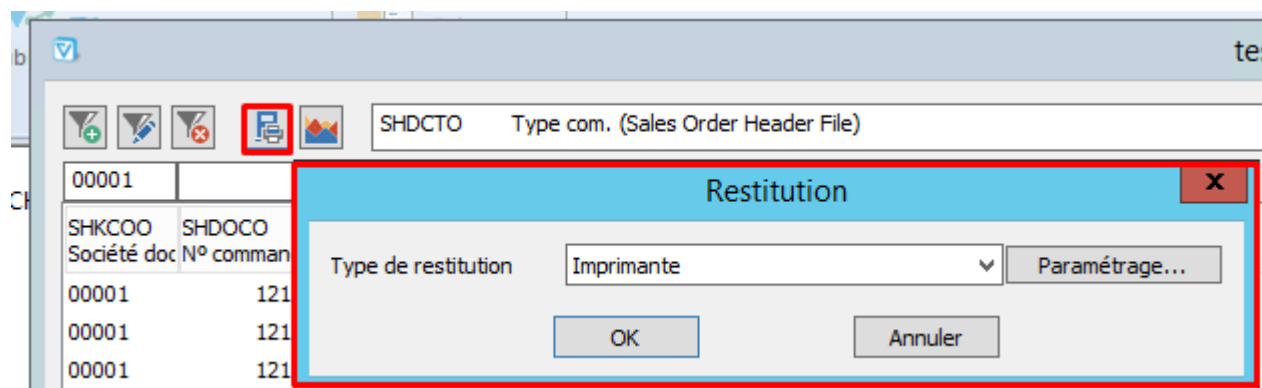 SHDCTO Type com. (Sales Order Header File)
00001
Restitution
x
SHKCOO SHDOCO
Société doc Nº comman
Type de restitution Imprimante Paramétrage...
00001 121
00001 121
OK Annuler
00001 121